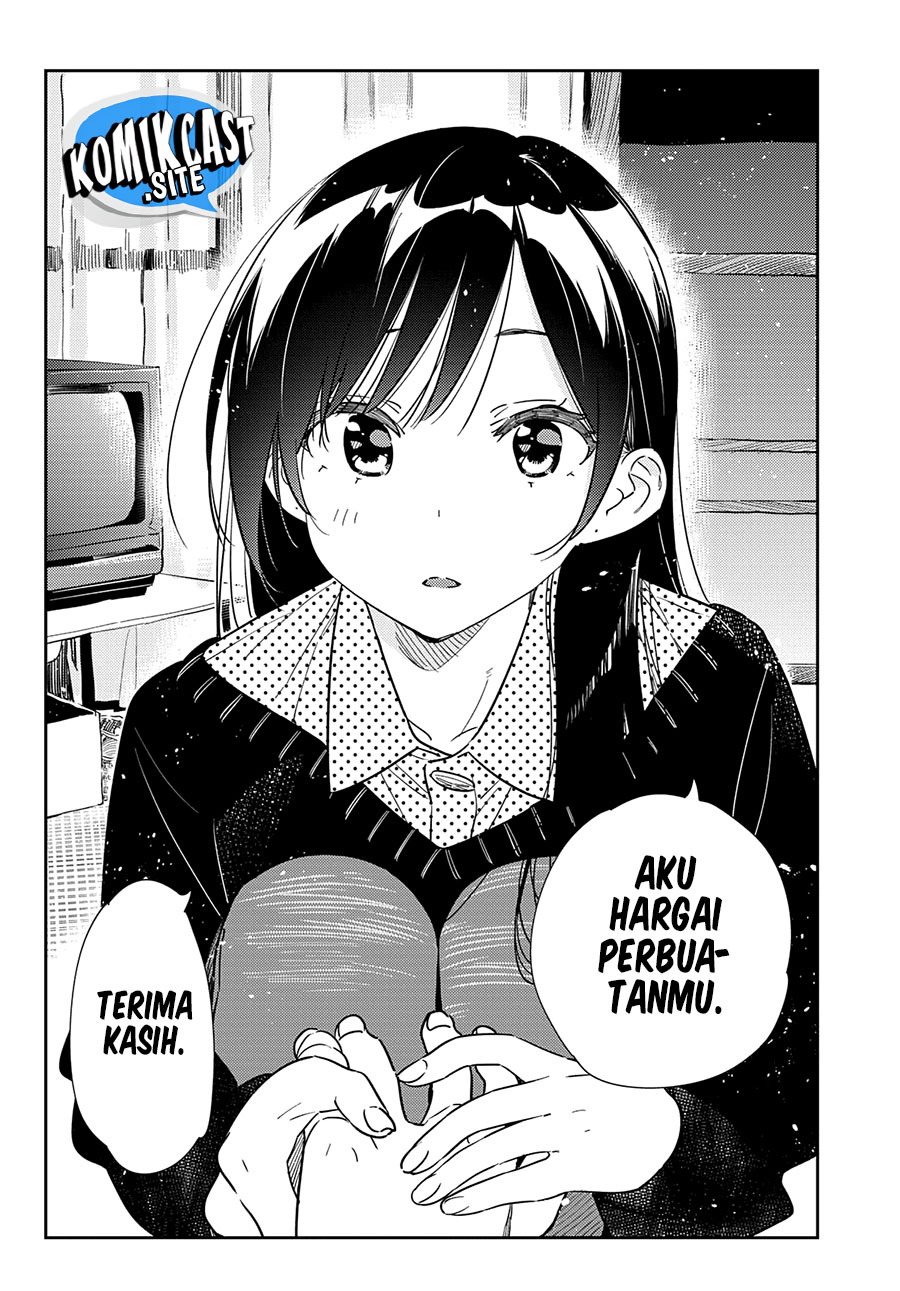 KOMIKCAST
.SITE
AKU
HARGAI
PERBUA-
TANMU.
TERIMA
KASIH.